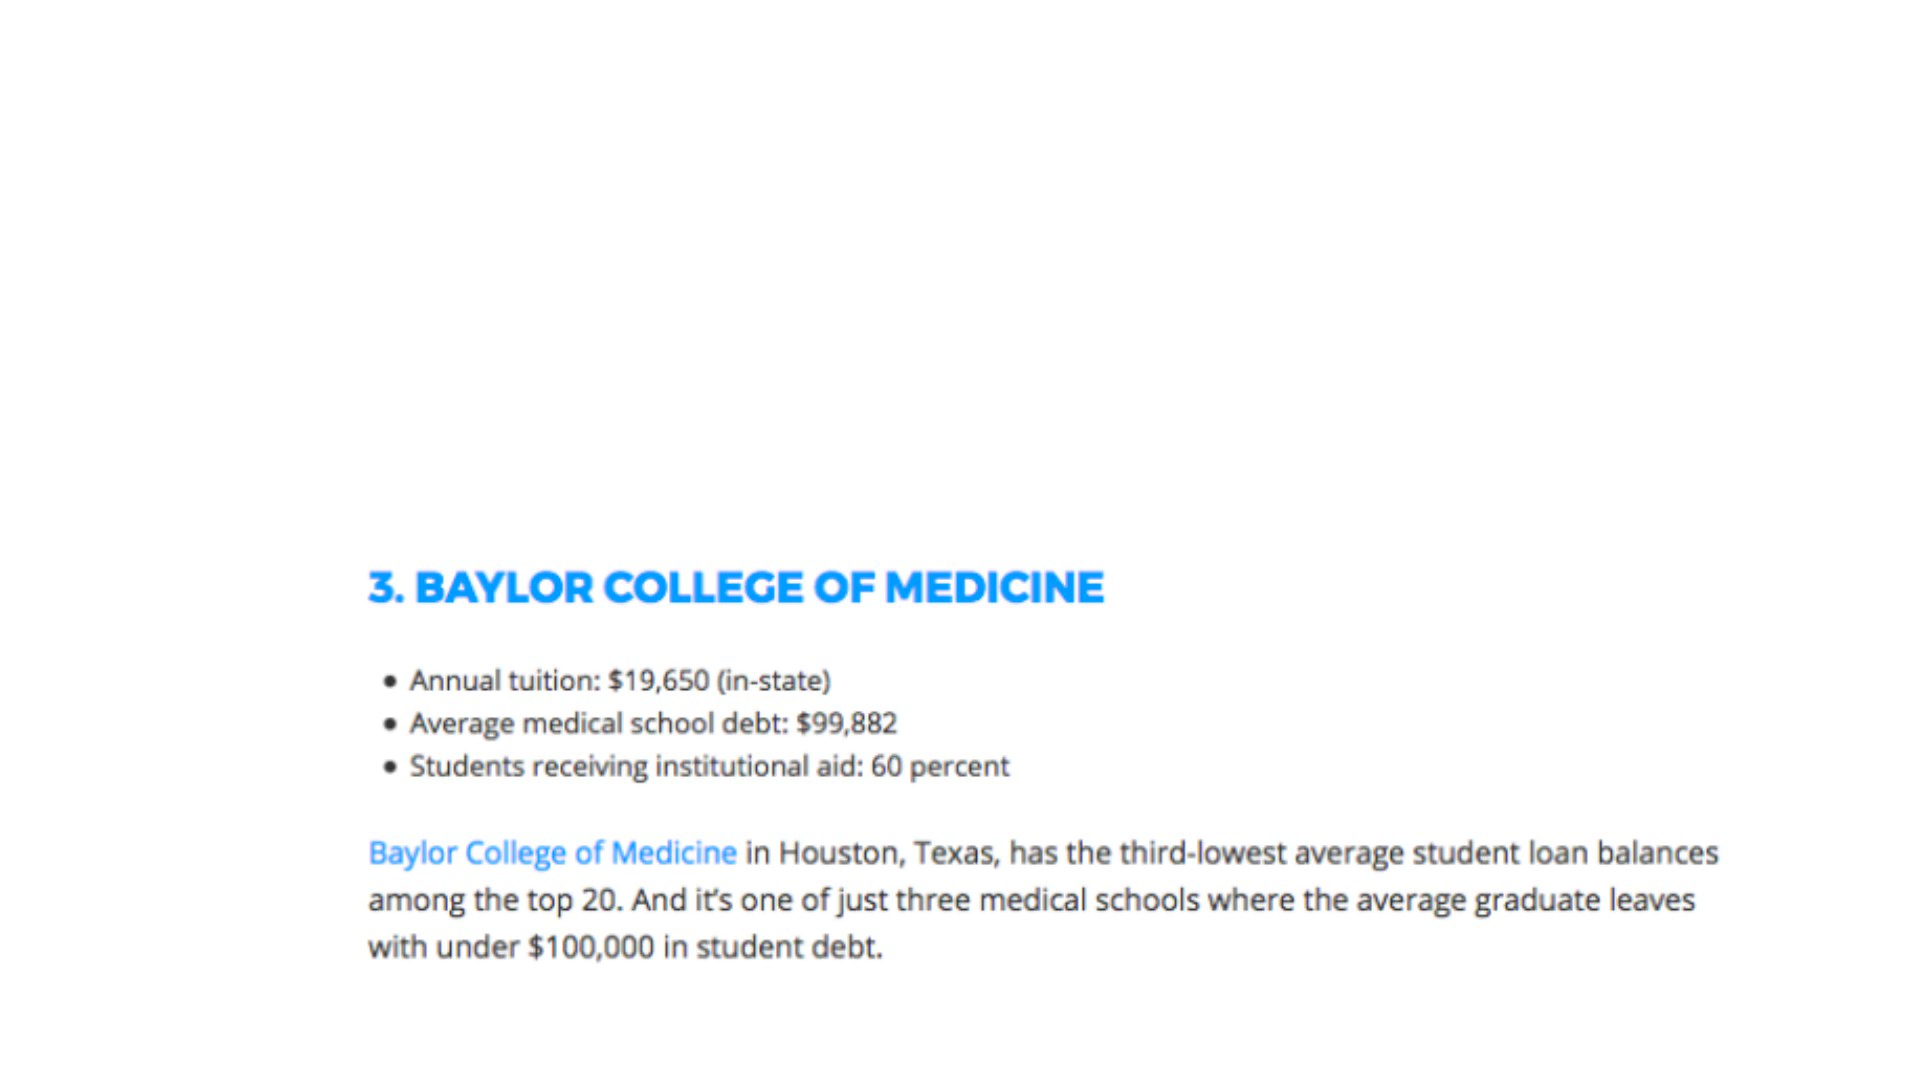 3. BAYLOR COLLEGE OF MEDICINE
• Annual tuition: $19,650 (in-state)
• Average medical school debt: $99,882
• Students receiving institutional aid: 60 percent
Baylor College of Medicine in Houston, Texas, has the third-lowest average student loan balances
among the top 20. And it’s one of just three medical schools where the average graduate leaves
with under $100,000 in student debt.